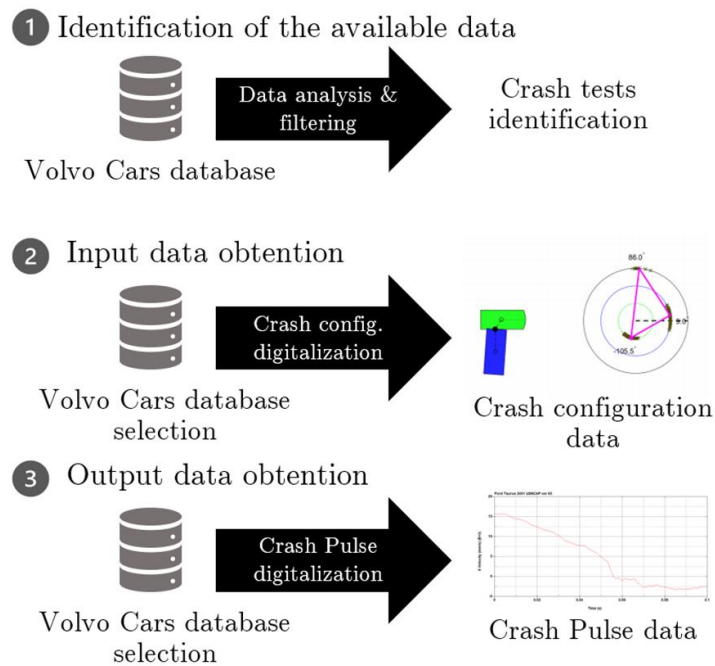 1 Identification of the available data
Data analysis &
filtering
Crash tests
identification
Volvo Cars database
2 Input data obtention
Crash config.
digitalization
86.0°
-105.5°
Volvo Cars database
selection
Crash configuration
data
3 Output data obtention
Crash Pulse
digitalization
Time (s)
Volvo Cars database
selection
Crash Pulse data